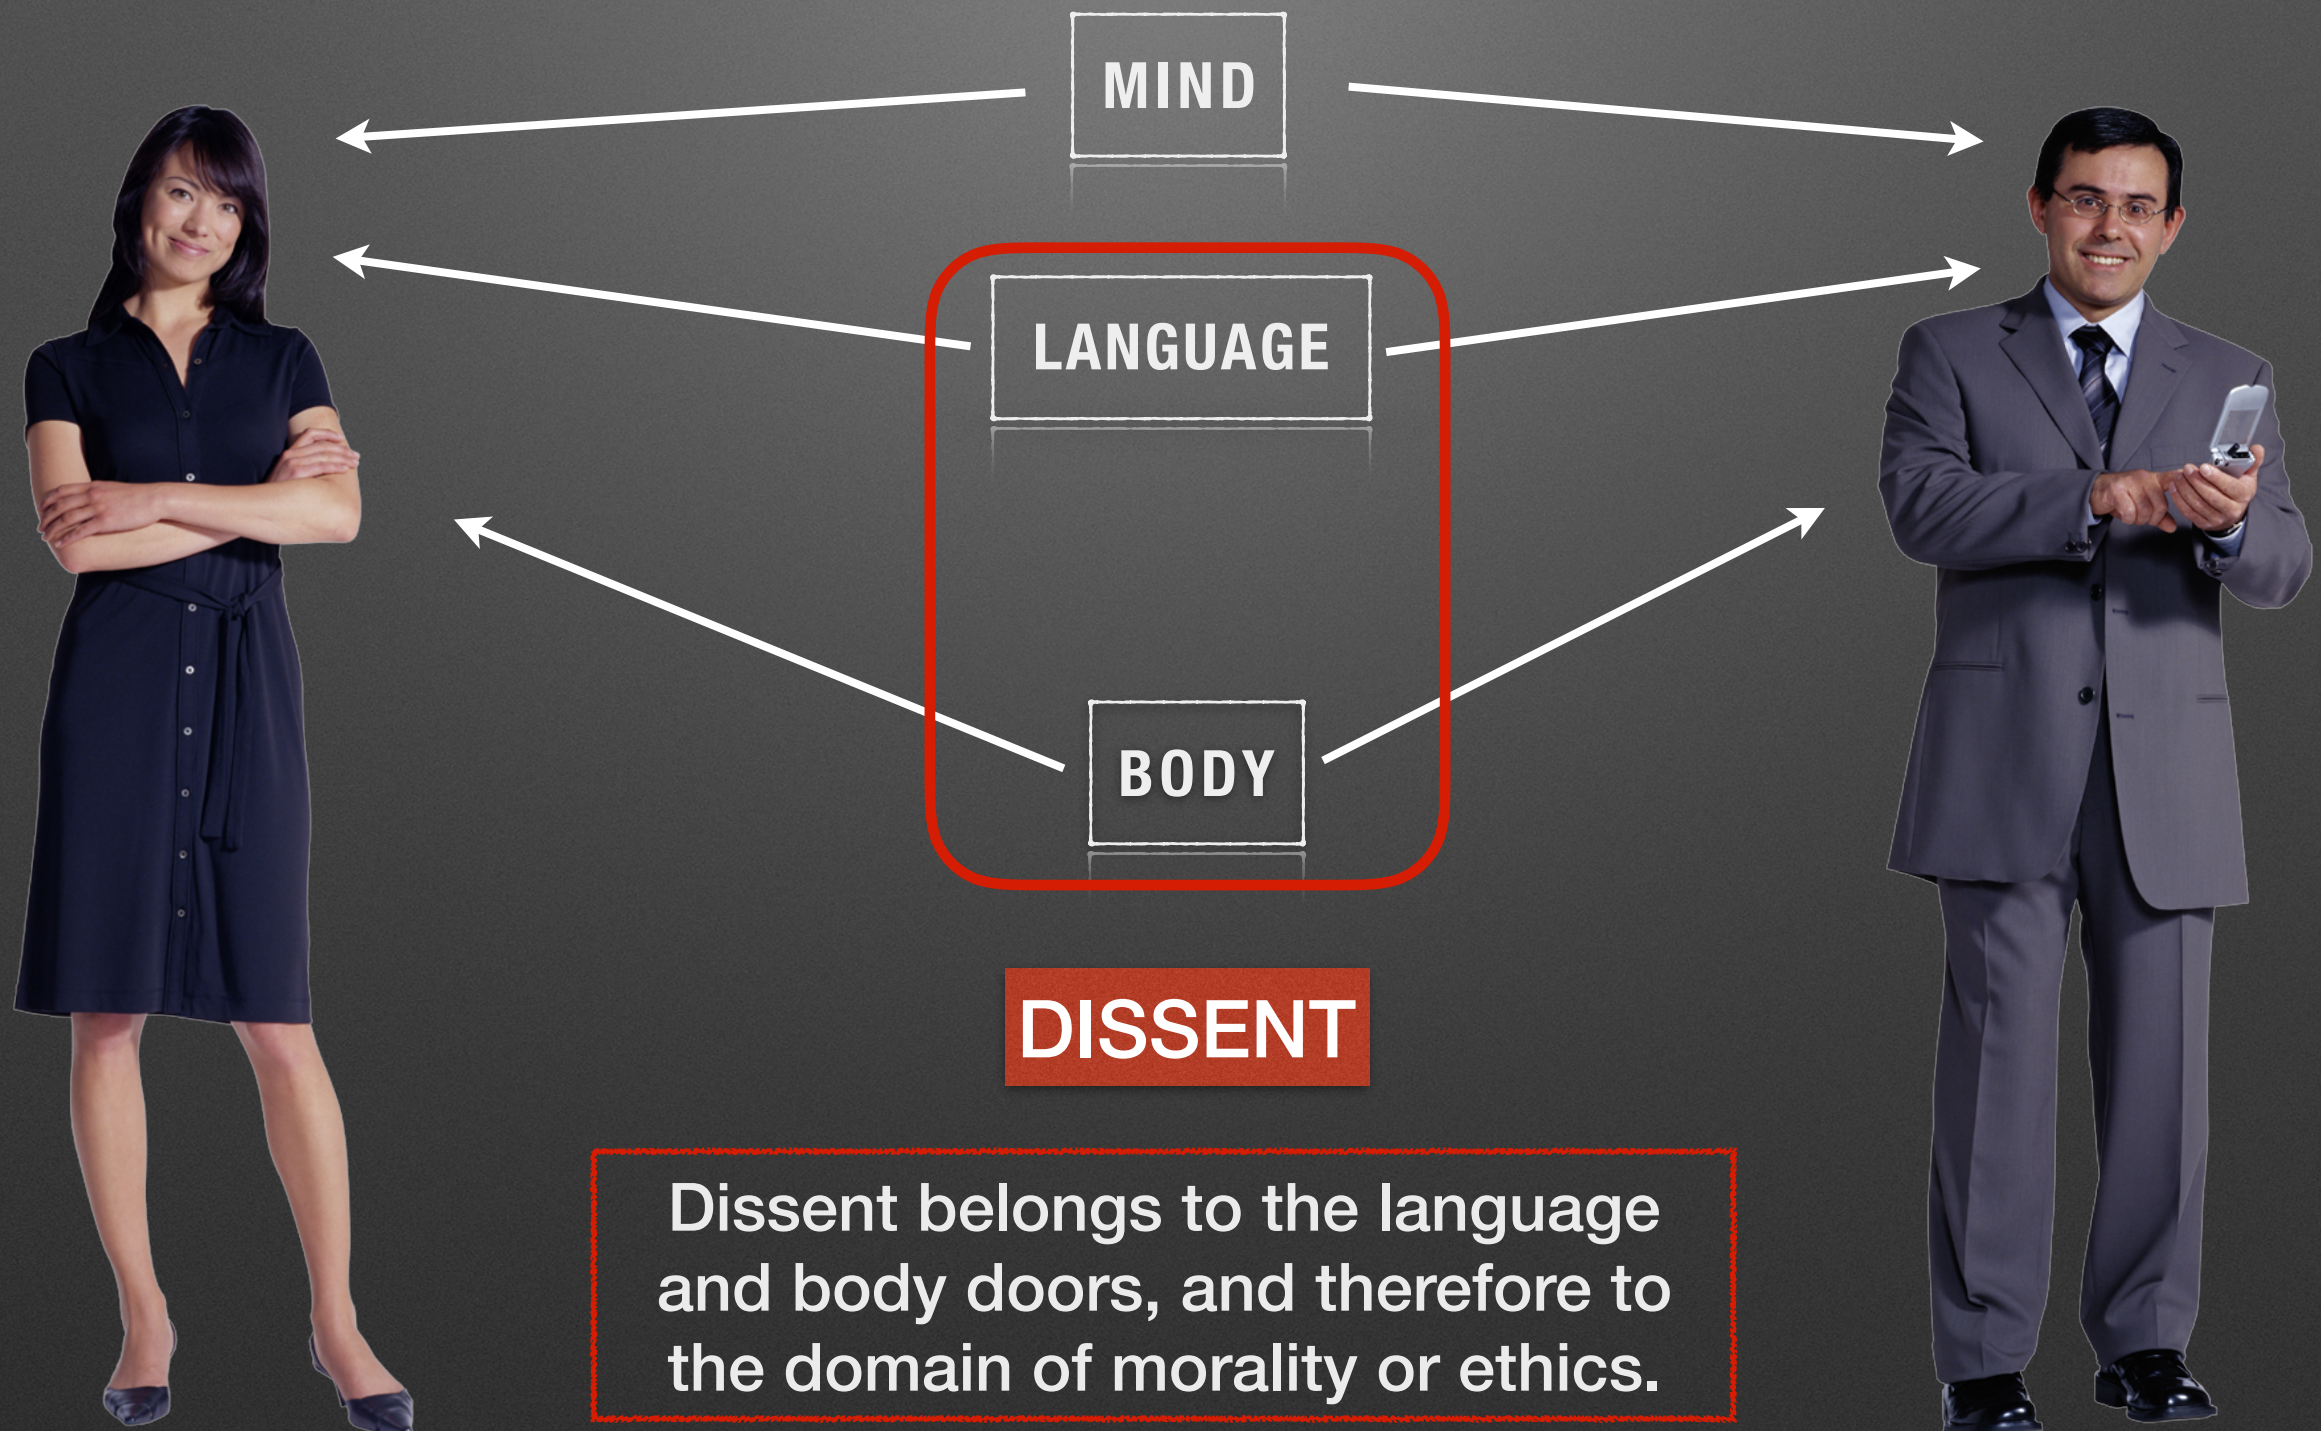 MIND
LANGUAGE
BODY
DISSENT
Dissent belongs to the language
and body doors, and therefore to
the domain of morality or ethics.